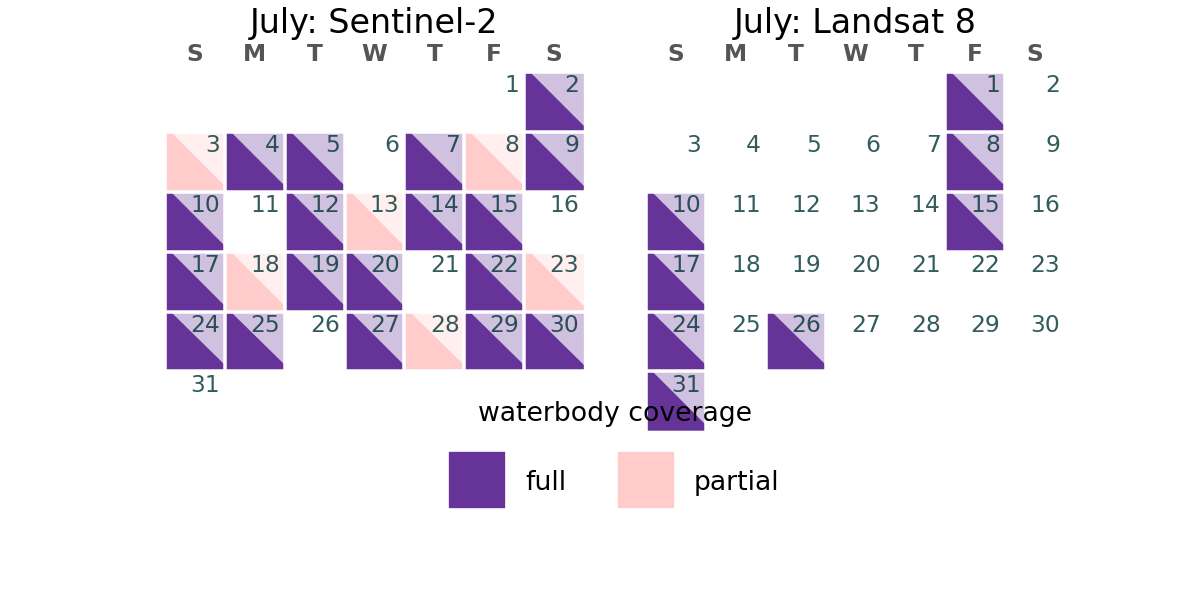 July: Sentinel-2
S M T W T F S
1 2
3 4 5 6 7 8 9
10 11 12 13 14 15 16
17 18 19 20 21 22 23
24 25 26 27 28 29 30
31
July: Landsat 8
S M T W T F S
1 2
3 4 5 6 7 8 9
10 11 12 13 14 15 16
17 18 19 20 21 22 23
24 25 26 27 28 29 30
31
waterbody coverage
full partial